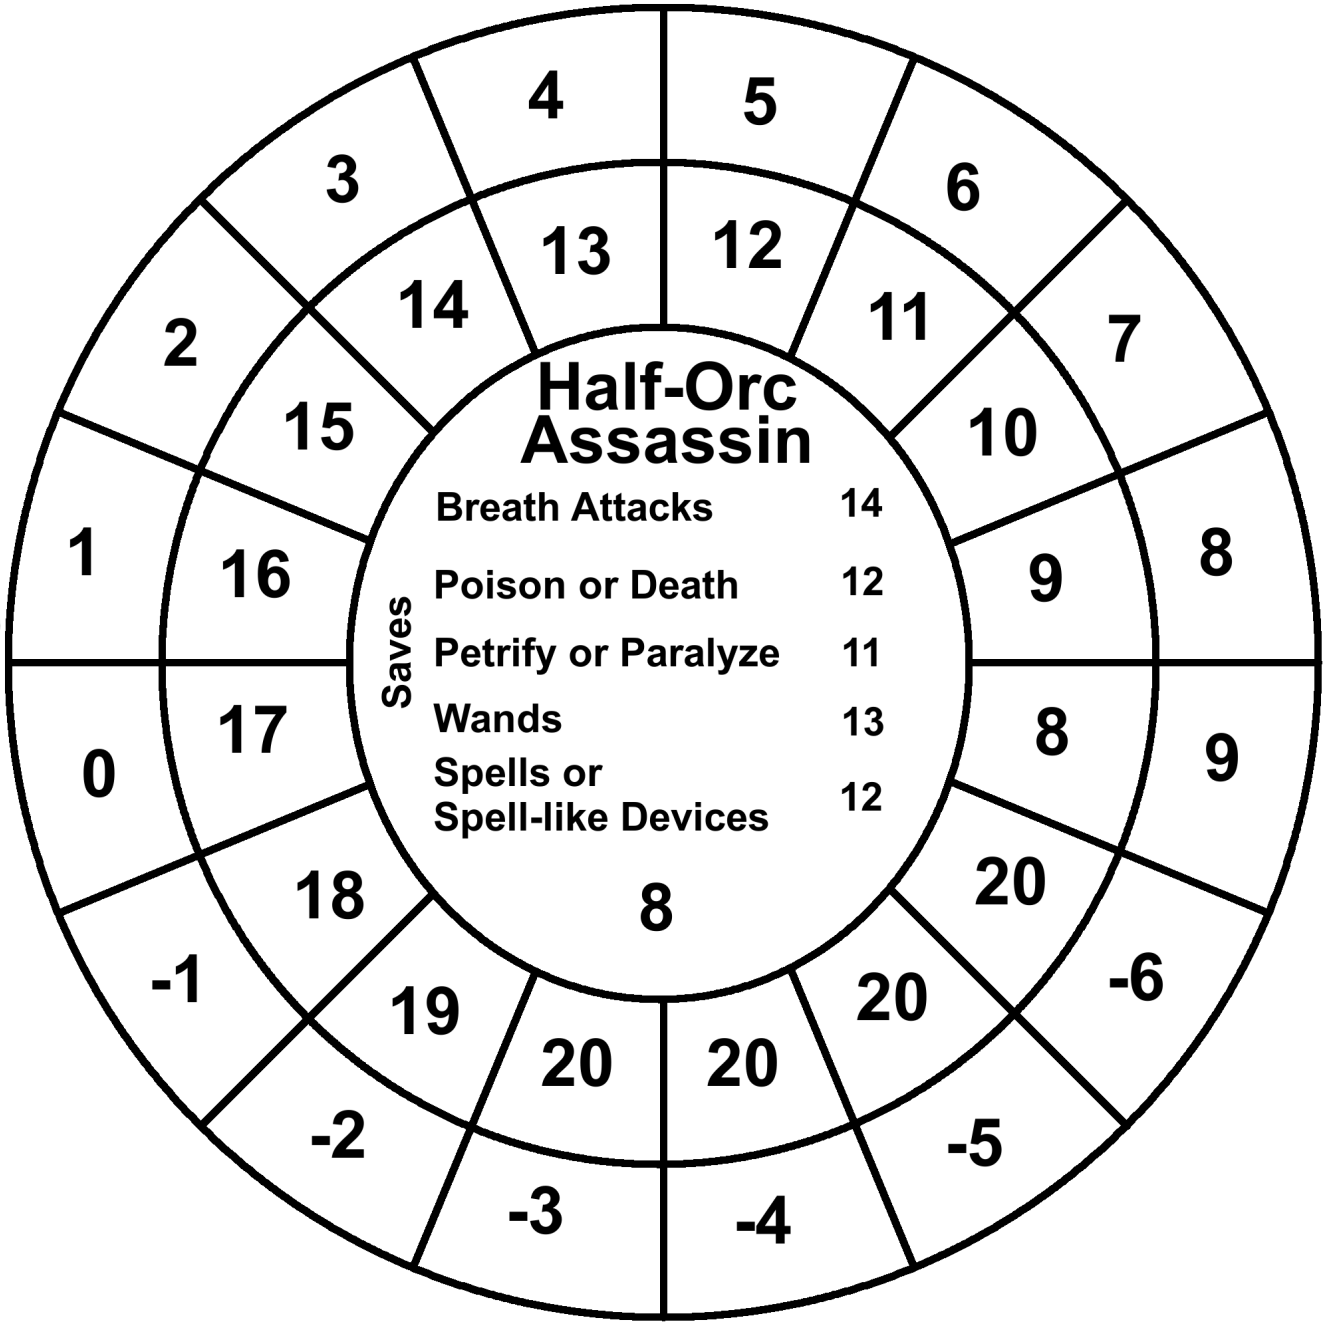 4 5
3 6
2 7
1 8
0 9
-1 -6
-2 -5
-3 -4
13 12
14 11
15 10
16 9
17 8
18 20
19 20
20 20
Half-Orc
Assassin
Saves
Breath Attacks 14
Poison or Death 12
Petrify or Paralyze 11
Wands 13
Spells or
Spell-like Devices 12
8